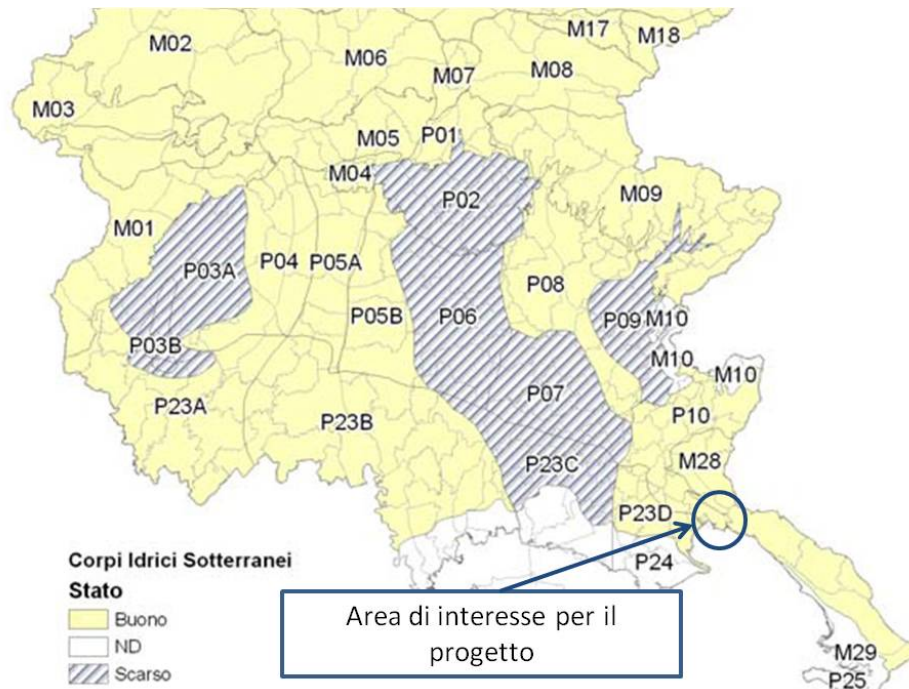 M17
M18
M02
M06
M07
M08
M03
M05
P01
M04
P02
M09
M01
P03A
P04
P05A
P08
P05B
P06
P09
M10
P03B
M10
M10
P23A
P07
P10
P23B
P23C
M28
P23D
P24
Corpi Idrici Sotterranei
Stato
Buono
ND
Scarso
Area di interesse per il
progetto
M29
P25